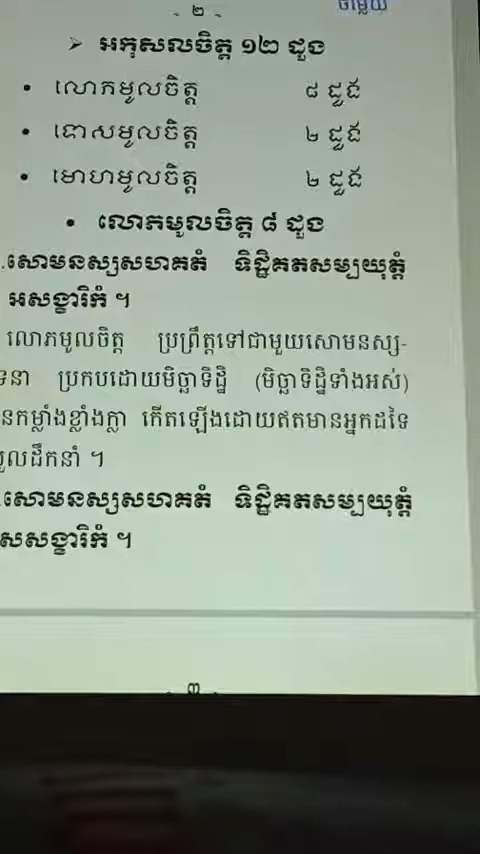 - ២ -
ចម្លើយ
➢ អកុសលចិត្ត ១២ ដួង
• លោភមូលចិត្ត ៨ ដួង
• ទោសមូលចិត្ត ២ ដួង
• មោហមូលចិត្ត ២ ដួង
• លោភមូលចិត្ត ៨ ដួង
.សោមនស្សសហគតំ ទិដ្ឋិគតសម្បយុត្តំ
អសង្ខារិកំ ។
លោភមូលចិត្ត ប្រព្រឹត្តទៅជាមួយសោមនស្ស-
ប្រកបដោយមិច្ឆាទិដ្ឋិ (មិច្ឆាទិដ្ឋិទាំងអស់)
កម្លាំងខ្លាំងក្លា កើតឡើងដោយឥតមានអ្នកដទៃ
ដឹកនាំ ។
.សោមនស្សសហគតំ ទិដ្ឋិគតសម្បយុត្តំ
សសង្ខារិកំ ។
- ៣ -